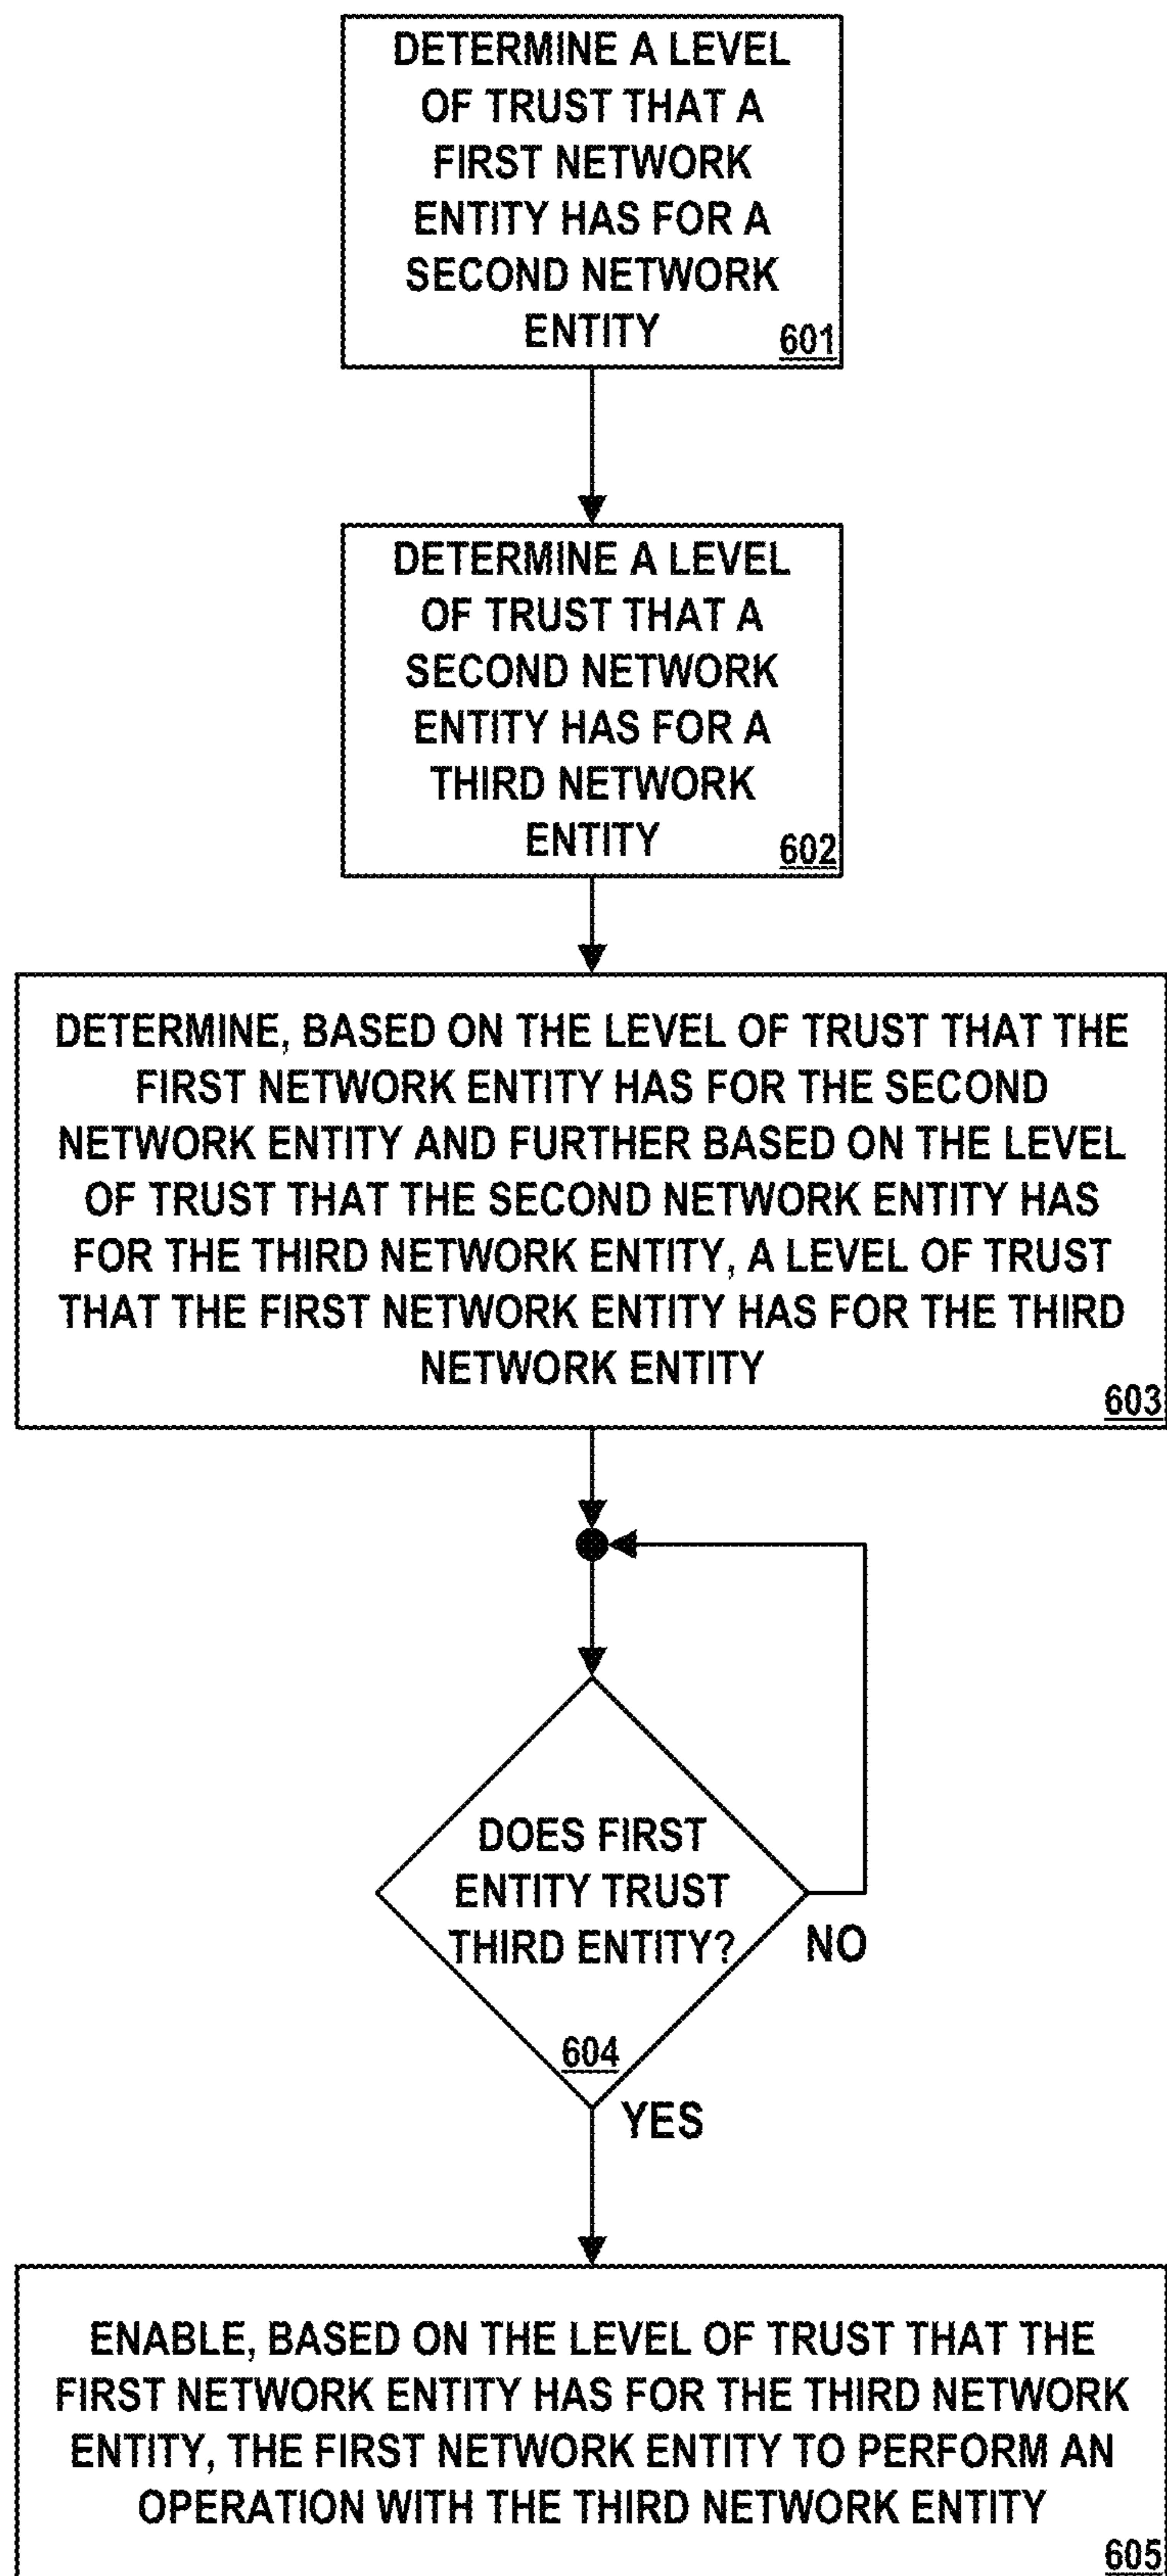 DETERMINE A LEVEL
OF TRUST THAT A
FIRST NETWORK
ENTITY HAS FOR A
SECOND NETWORK
ENTITY
601
DETERMINE A LEVEL
OF TRUST THAT A
SECOND NETWORK
ENTITY HAS FOR A
THIRD NETWORK
ENTITY
602
DETERMINE, BASED ON THE LEVEL OF TRUST THAT THE
FIRST NETWORK ENTITY HAS FOR THE SECOND
NETWORK ENTITY AND FURTHER BASED ON THE LEVEL
OF TRUST THAT THE SECOND NETWORK ENTITY HAS
FOR THE THIRD NETWORK ENTITY, A LEVEL OF TRUST
THAT THE FIRST NETWORK ENTITY HAS FOR THE THIRD
NETWORK ENTITY
603
DOES FIRST
ENTITY TRUST
THIRD ENTITY?
NO
604
YES
ENABLE, BASED ON THE LEVEL OF TRUST THAT THE
FIRST NETWORK ENTITY HAS FOR THE THIRD NETWORK
ENTITY, THE FIRST NETWORK ENTITY TO PERFORM AN
OPERATION WITH THE THIRD NETWORK ENTITY
605